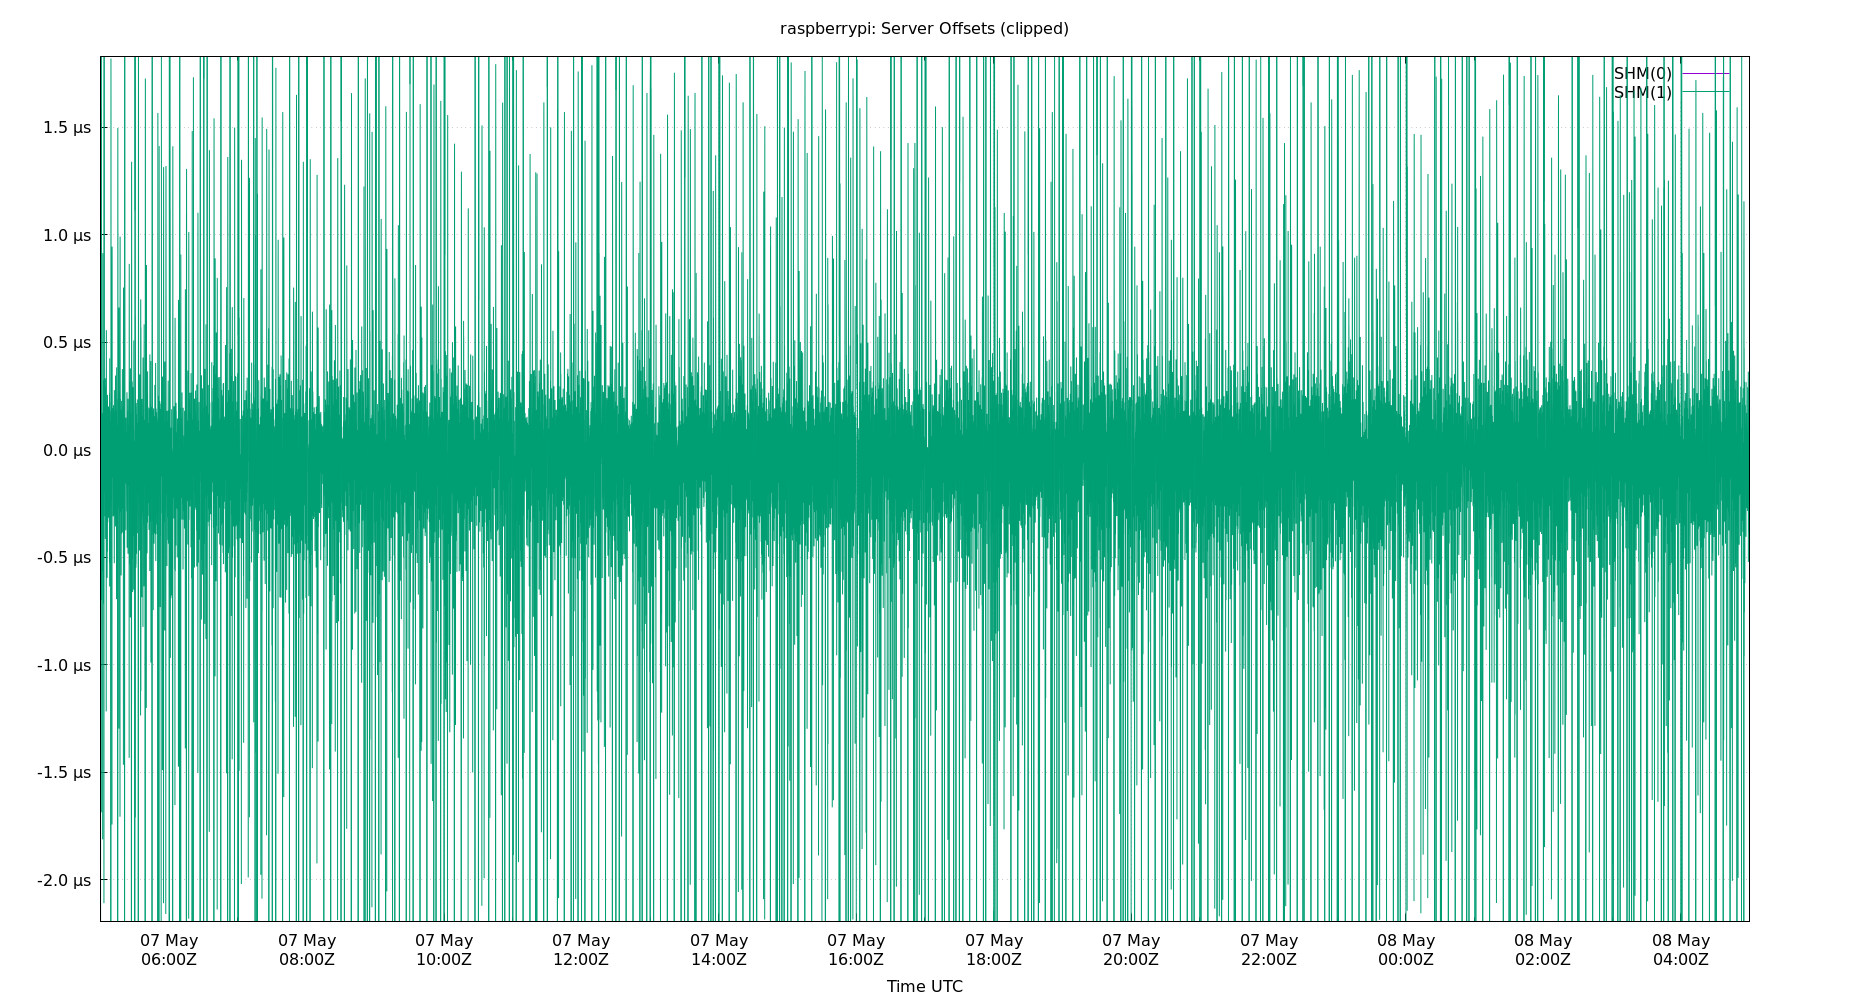 raspberrypi: Server Offsets (clipped)
SHM(0)
SHM(1)
1.5 µs
1.0 µs
0.5 µs
0.0 µs
-0.5 µs
-1.0 µs
-1.5 µs
-2.0 µs
07 May 07 May 07 May 07 May 07 May 07 May 07 May 07 May 07 May 08 May 08 May 08 May
06:00Z 08:00Z 10:00Z 12:00Z 14:00Z 16:00Z 18:00Z 20:00Z 22:00Z 00:00Z 02:00Z 04:00Z
Time UTC